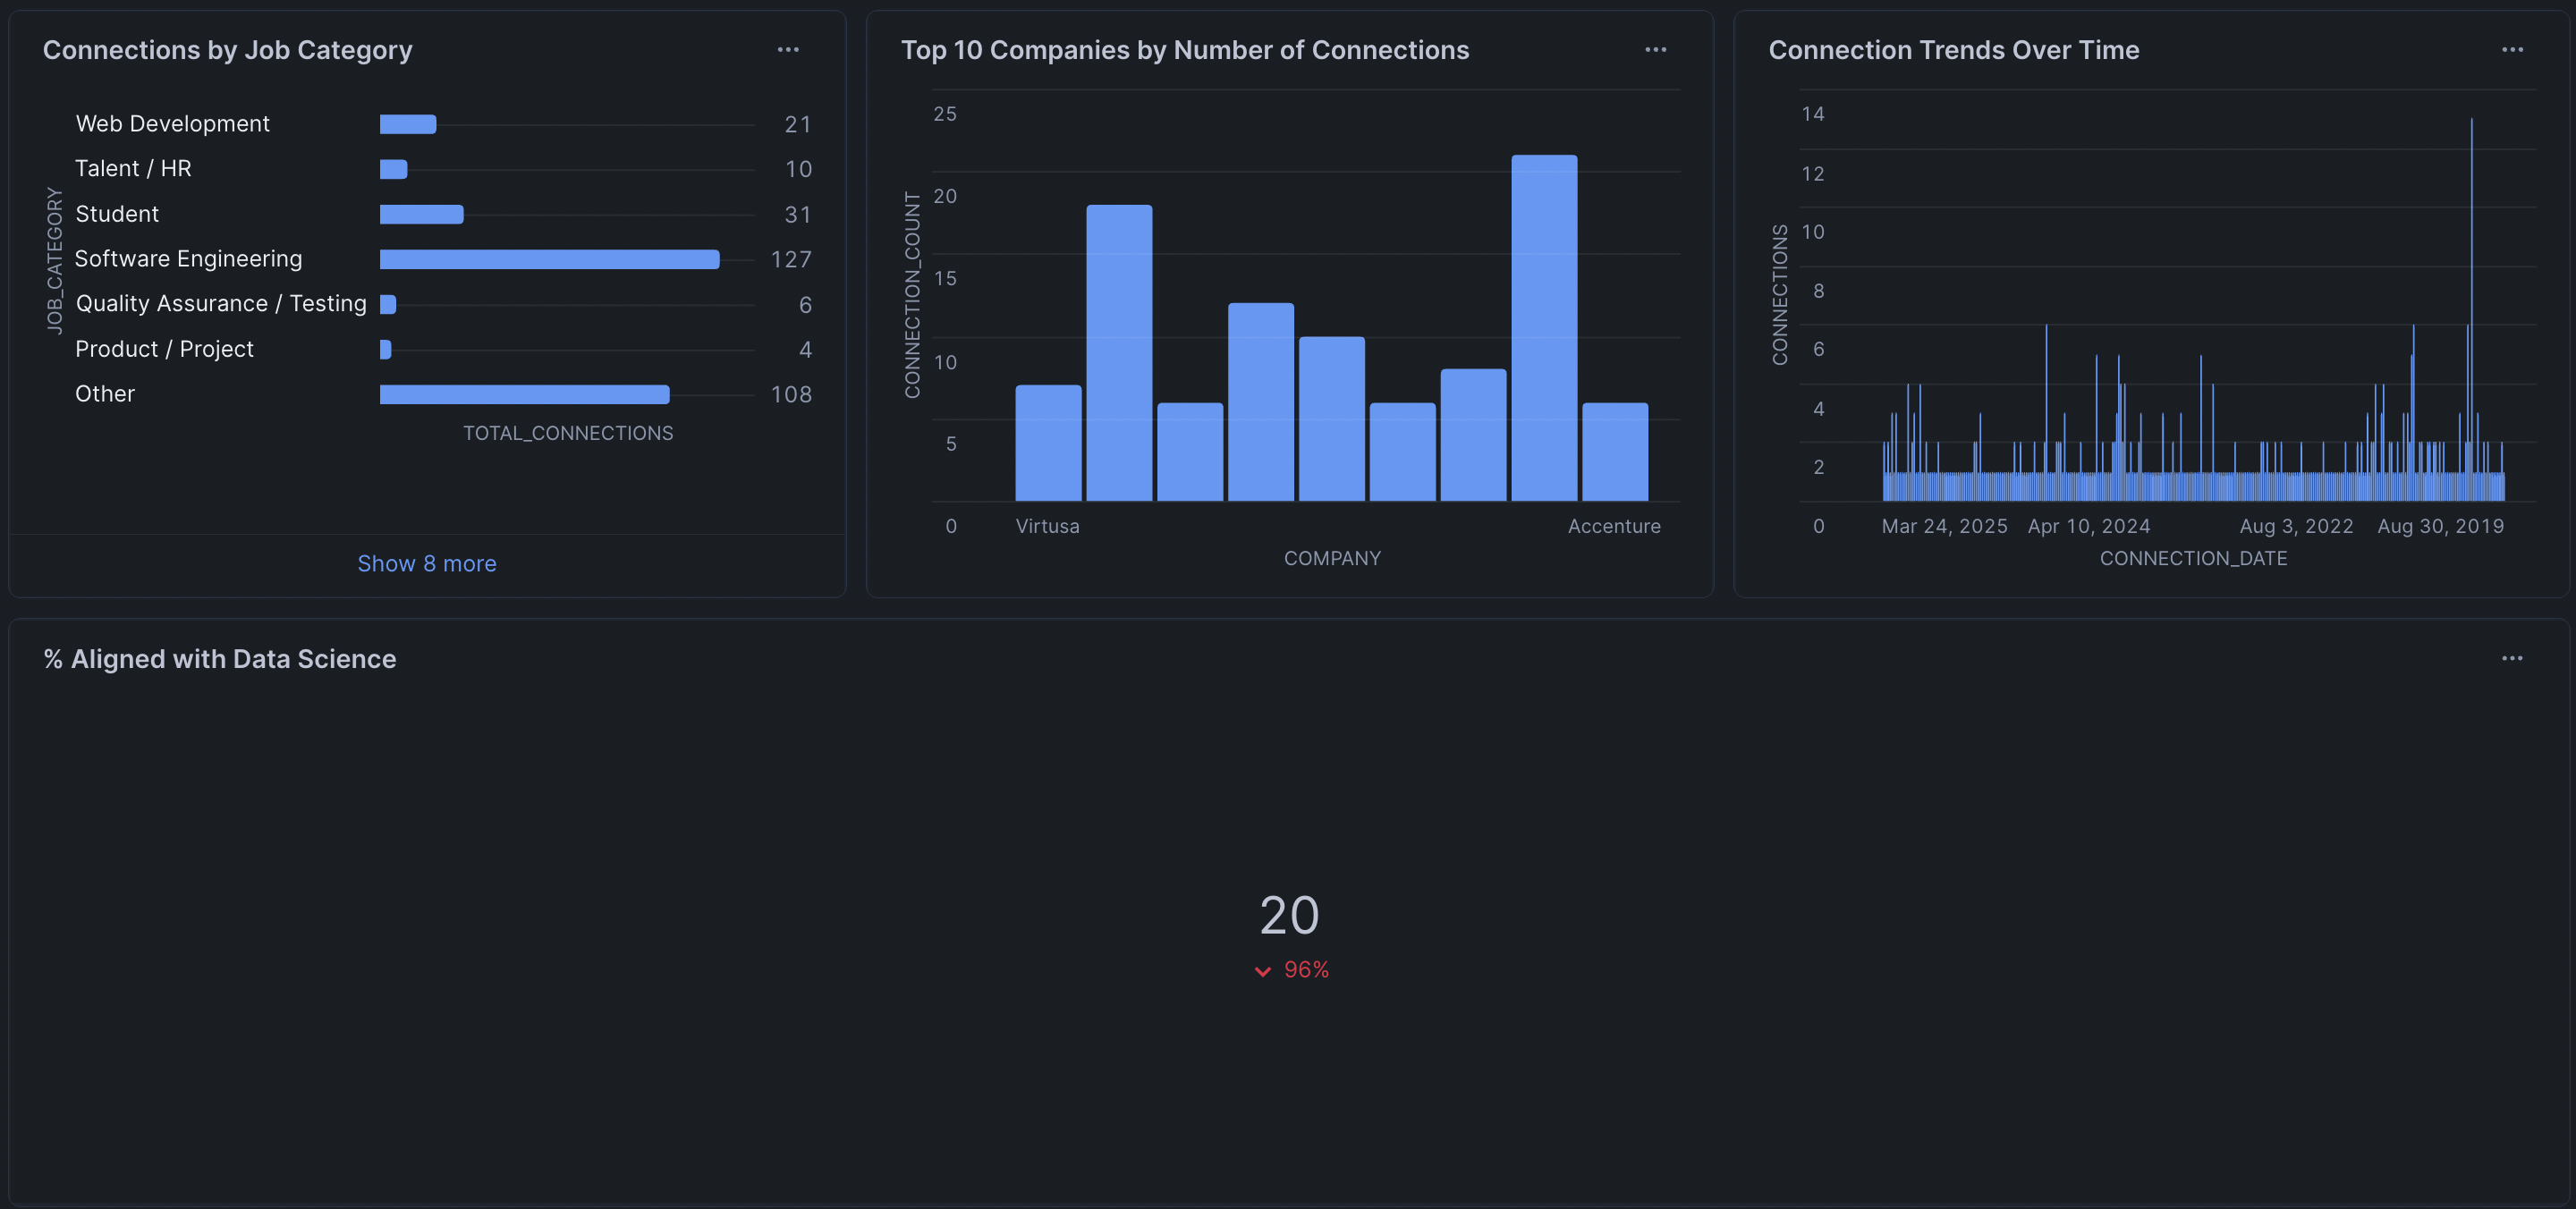 Connections by Job Category
JOB_CATEGORY
Web Development 21
Talent / HR 10
Student 31
Software Engineering 127
Quality Assurance / Testing 6
Product / Project 4
Other 108
TOTAL_CONNECTIONS
Show 8 more
Top 10 Companies by Number of Connections
CONNECTION_COUNT
25
20
15
10
5
0
Virtusa Accenture
COMPANY
Connection Trends Over Time
CONNECTIONS
14
12
10
8
6
4
2
0
Mar 24, 2025 Apr 10, 2024 Aug 3, 2022 Aug 30, 2019
CONNECTION_DATE
% Aligned with Data Science
20
96%